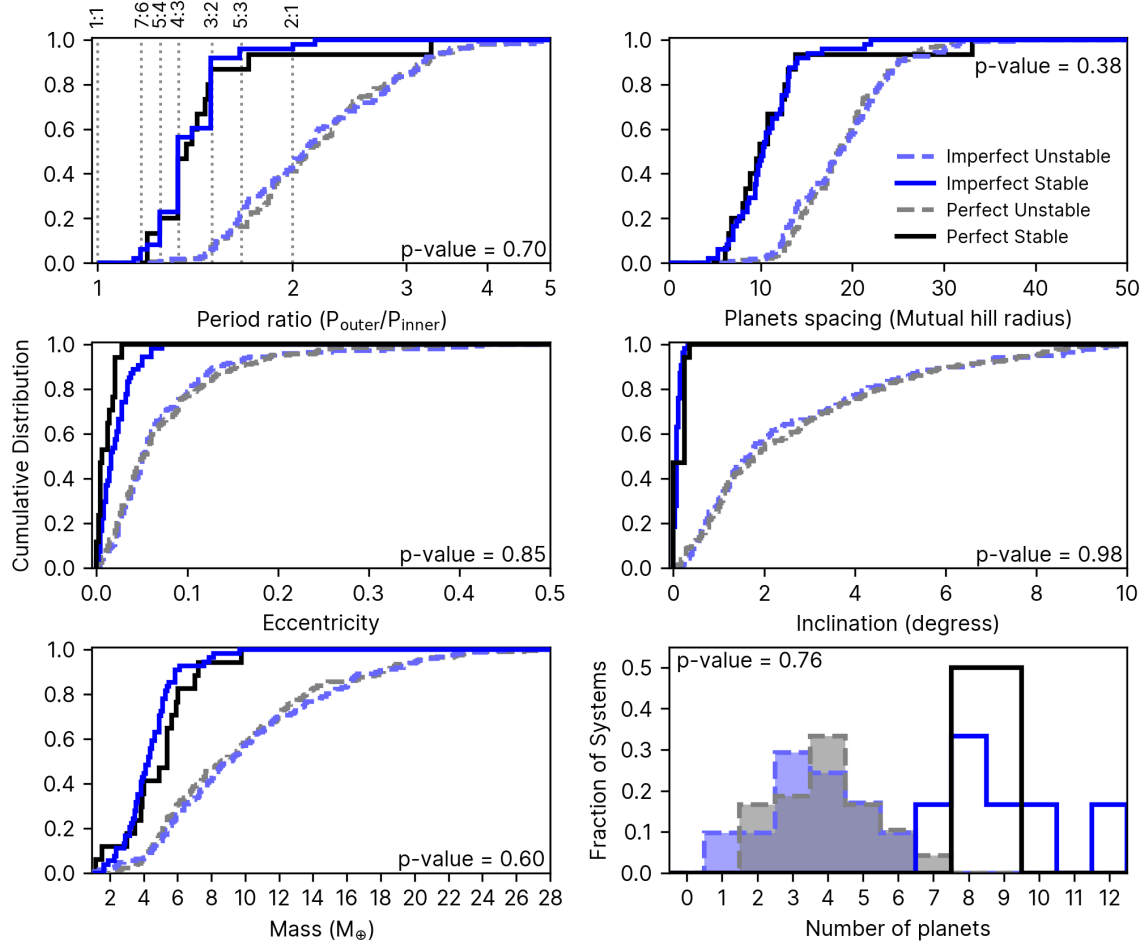 1:1 7:6 5:4 4:3 3:2 5:3 2:1
1.0
0.8
0.6
0.4
0.2
0.0
p-value = 0.70
1 2 3 4 5
Period ratio (P_outer/P_inner)
1.0
0.8
0.6
0.4
0.2
0.0
p-value = 0.38
Imperfect Unstable
Imperfect Stable
Perfect Unstable
Perfect Stable
0 10 20 30 40 50
Planets spacing (Mutual hill radius)
Cumulative Distribution
1.0
0.8
0.6
0.4
0.2
0.0
p-value = 0.85
0.0 0.1 0.2 0.3 0.4 0.5
Eccentricity
1.0
0.8
0.6
0.4
0.2
0.0
p-value = 0.98
0 2 4 6 8 10
Inclination (degress)
1.0
0.8
0.6
0.4
0.2
0.0
p-value = 0.60
2 4 6 8 10 12 14 16 18 20 22 24 26 28
Mass (M⊕)
Fraction of Systems
p-value = 0.76
0.5
0.4
0.3
0.2
0.1
0.0
0 1 2 3 4 5 6 7 8 9 10 11 12
Number of planets